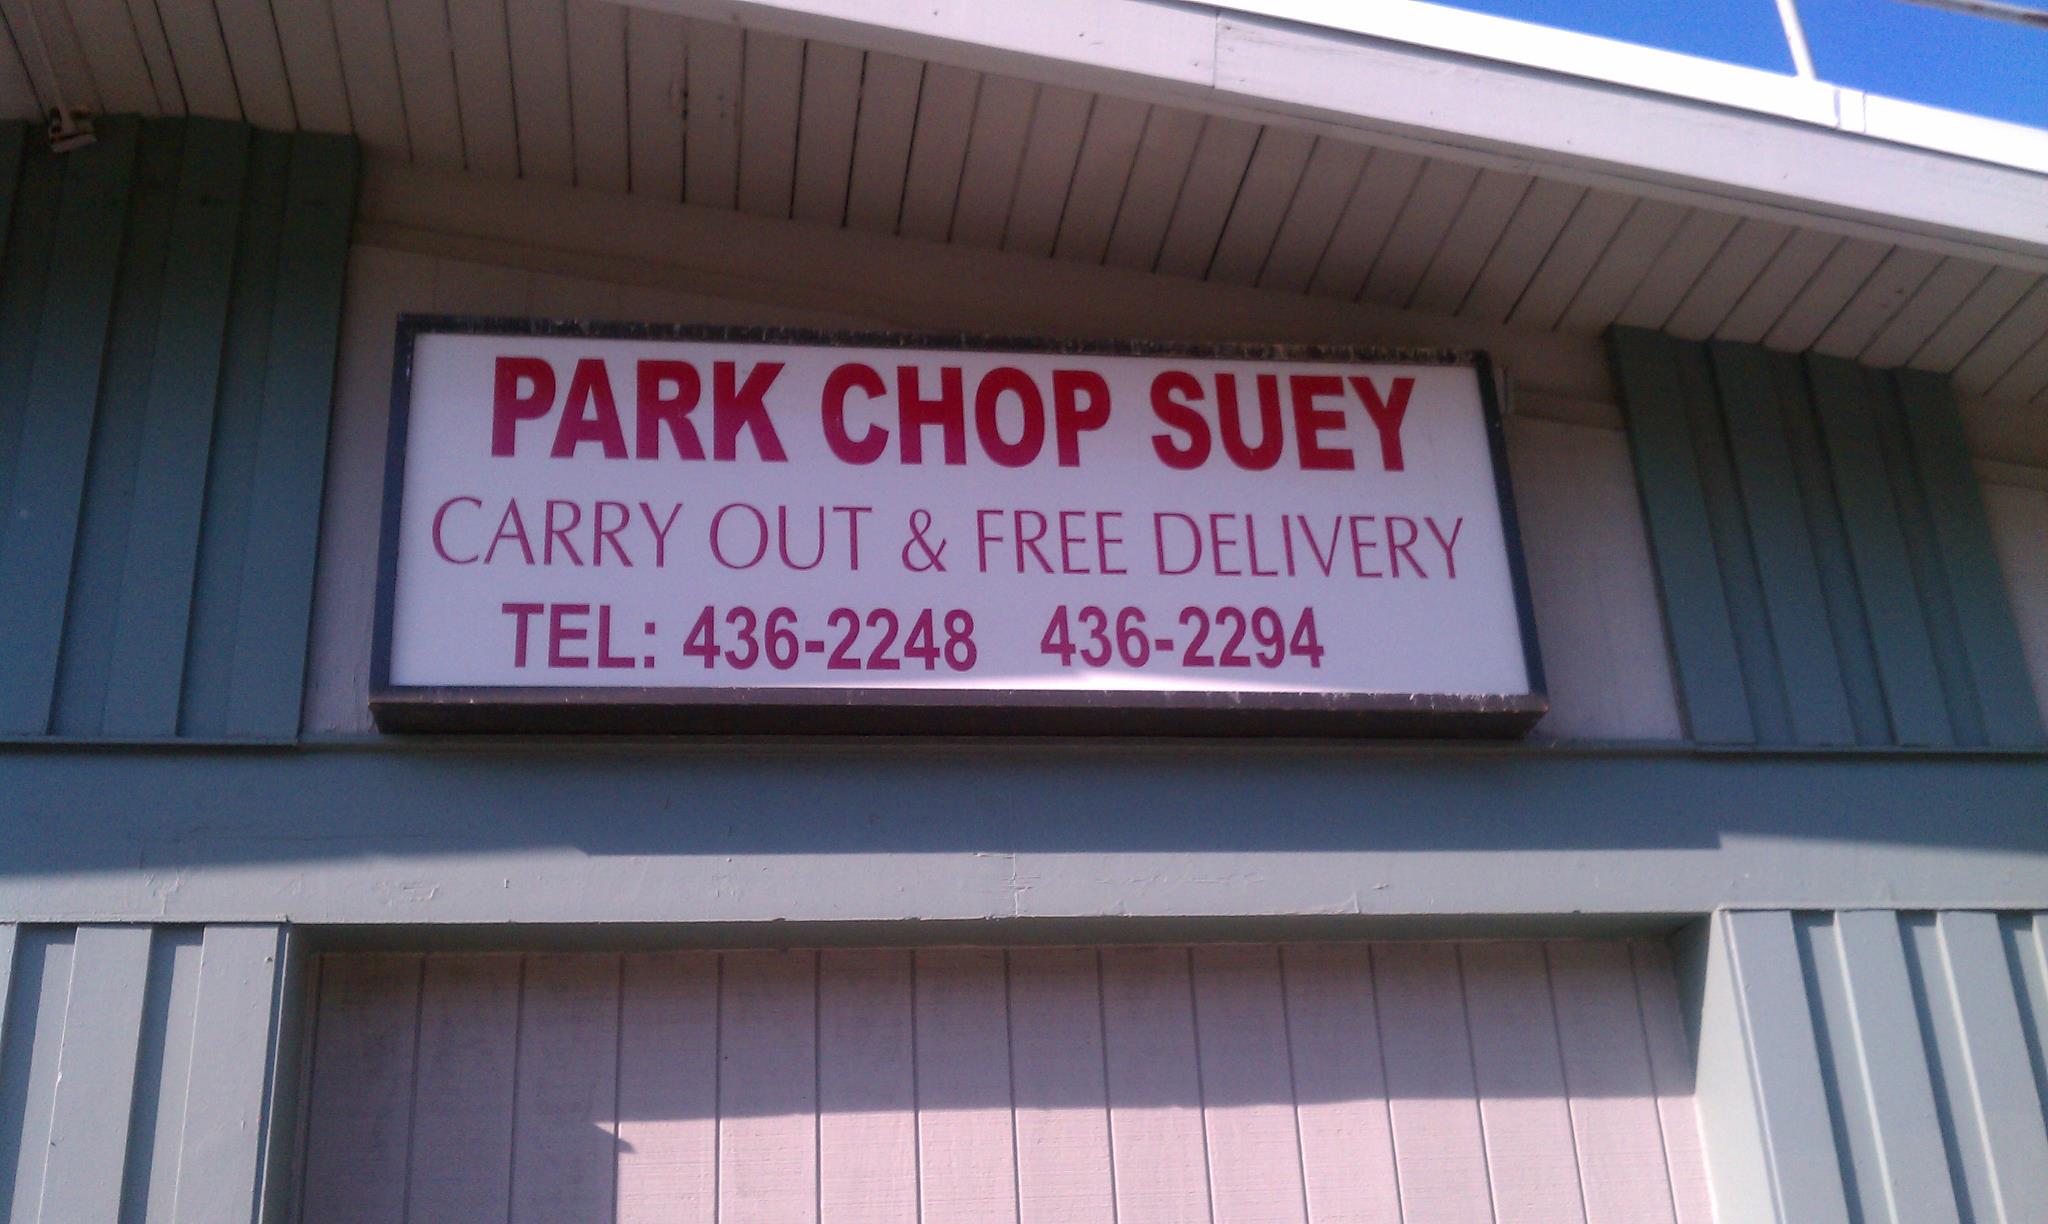 PARK CHOP SUEY
CARRY OUT & FREE DELIVERY
TEL: 436-2248 436-2294